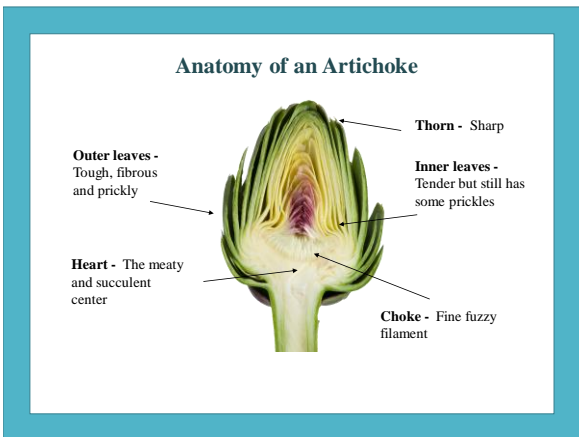 Anatomy of an Artichoke
Thorn - Sharp
Outer leaves -
Tough, fibrous
and prickly
Inner leaves -
Tender but still has
some prickles
Heart - The meaty
and succulent
center
Choke - Fine fuzzy
filament